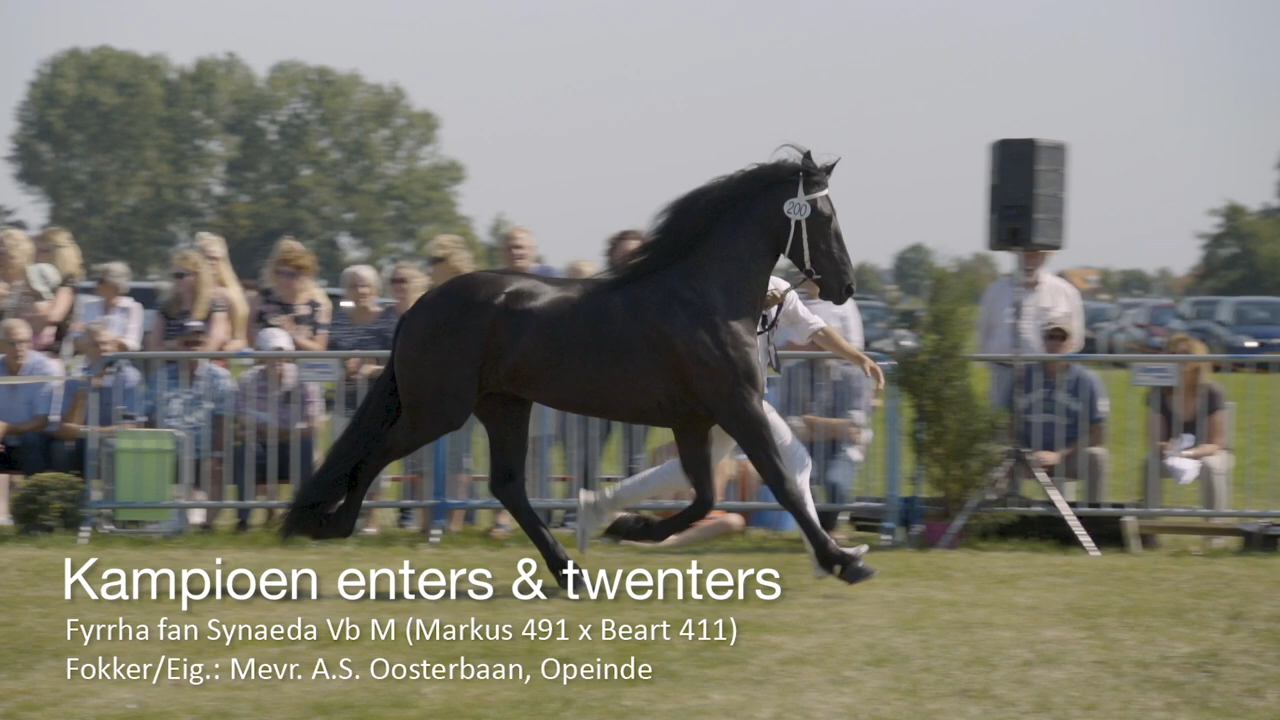 200
Kampioen enters & twenters
Fyrrha fan Synaeda Vb M (Markus 491 x Beart 411)
Fokker/Eig.: Mevr. A.S. Oosterbaan, Opeinde